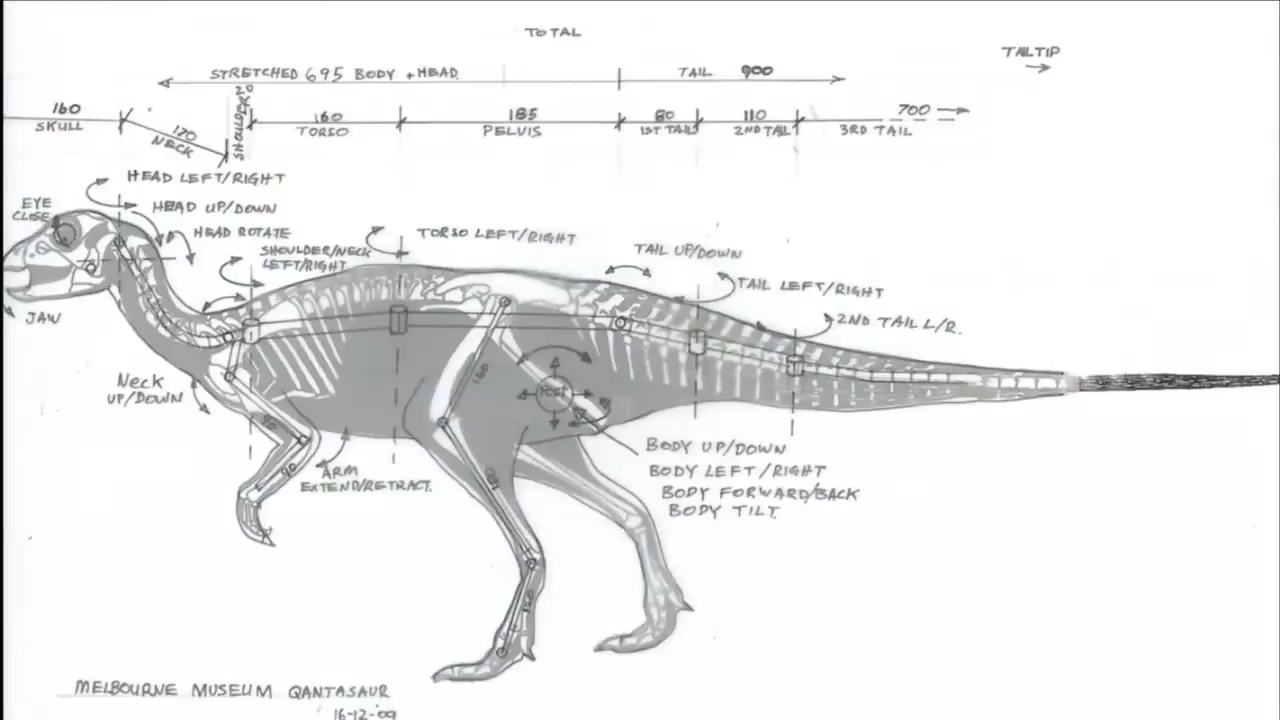 TOTAL
TAILTIP
STRETCHED 695 BODY + HEAD
TAIL 900
160
SKULL
170
NECK
SHOULDER 20
160
TORSO
185
PELVIS
80
1ST TAIL
110
2ND TAIL
700
3RD TAIL
HEAD LEFT/RIGHT
EYE
CLOSE
HEAD UP/DOWN
HEAD ROTATE
SHOULDER/NECK
LEFT/RIGHT
TORSO LEFT/RIGHT
TAIL UP/DOWN
TAIL LEFT/RIGHT
2ND TAIL L/R.
JAW
NECK
UP/DOWN
160
POST
90
ARM
EXTEND/RETRACT.
BODY UP/DOWN
BODY LEFT/RIGHT
BODY FORWARD/BACK
BODY TILT
MELBOURNE MUSEUM QANTASAUR
16-12-'09